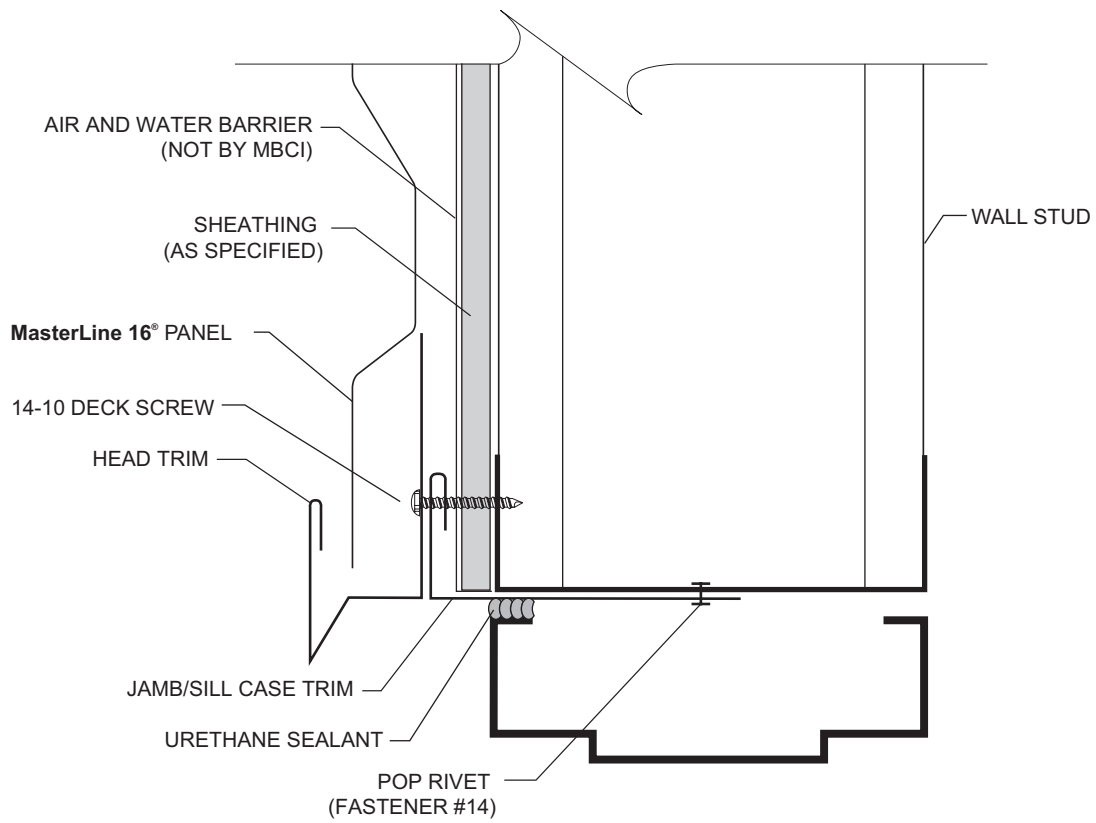 AIR AND WATER BARRIER
(NOT BY MBCI)
SHEATHING
(AS SPECIFIED)
WALL STUD
MasterLine 16® PANEL
14-10 DECK SCREW
HEAD TRIM
JAMB/SILL CASE TRIM
URETHANE SEALANT
POP RIVET
(FASTENER #14)